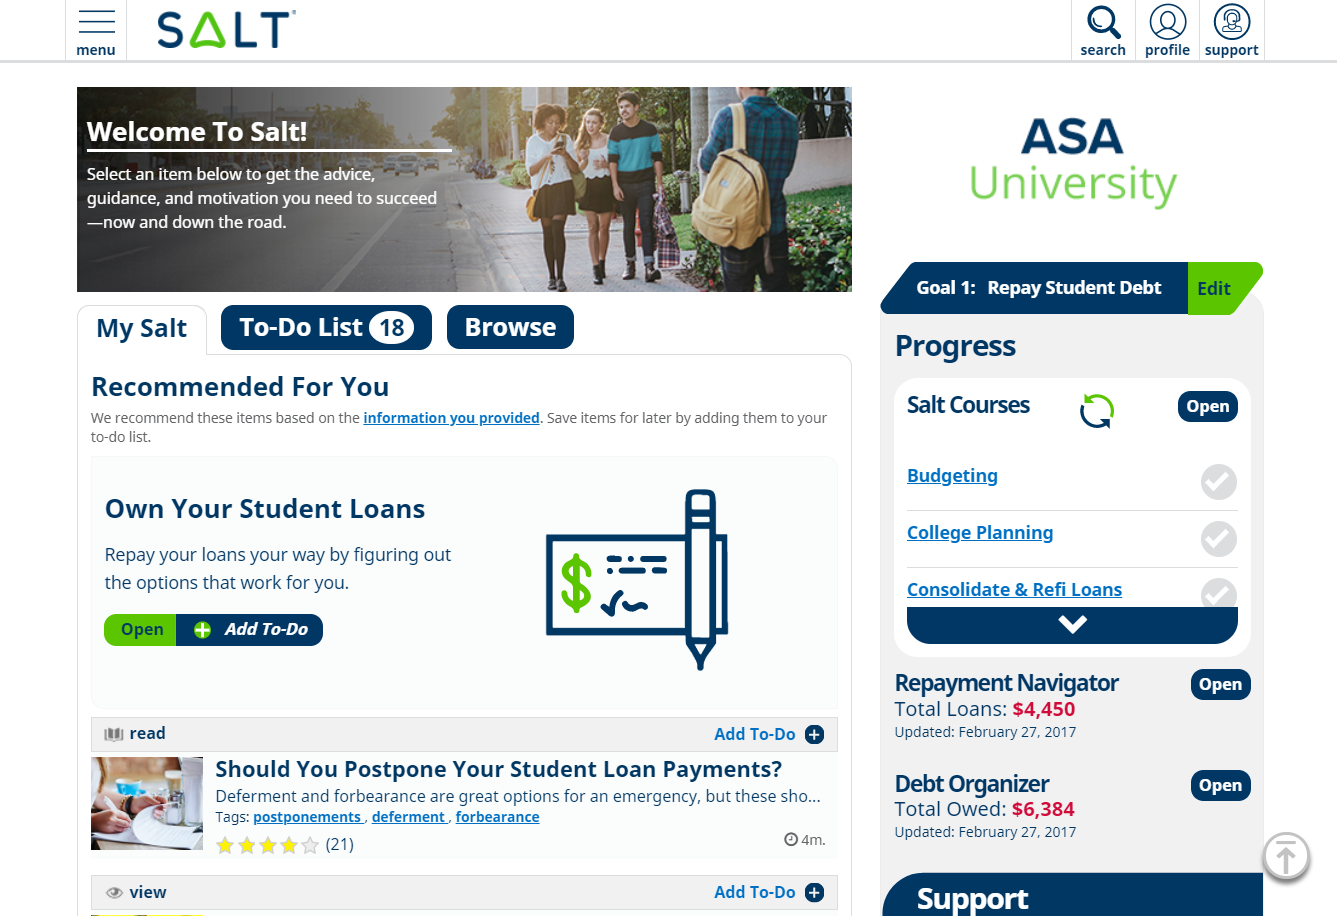 menu
SALT
search
profile
support
Welcome To Salt!
Select an item below to get the advice,
guidance, and motivation you need to succeed
—now and down the road.
ASA
University
Goal 1: Repay Student Debt
Edit
My Salt
To-Do List 18
Browse
Recommended For You
We recommend these items based on the information you provided. Save items for later by adding them to your
to-do list.
Own Your Student Loans
Repay your loans your way by figuring out
the options that work for you.
Open
Add To-Do
read
Add To-Do
Should You Postpone Your Student Loan Payments?
Deferment and forbearance are great options for an emergency, but these sho...
Tags: postponements , deferment , forbearance
(21)
4m.
view
Add To-Do
Progress
Salt Courses
Open
Budgeting
College Planning
Consolidate & Refi Loans
Repayment Navigator
Open
Total Loans: $4,450
Updated: February 27, 2017
Debt Organizer
Open
Total Owed: $6,384
Updated: February 27, 2017
Support